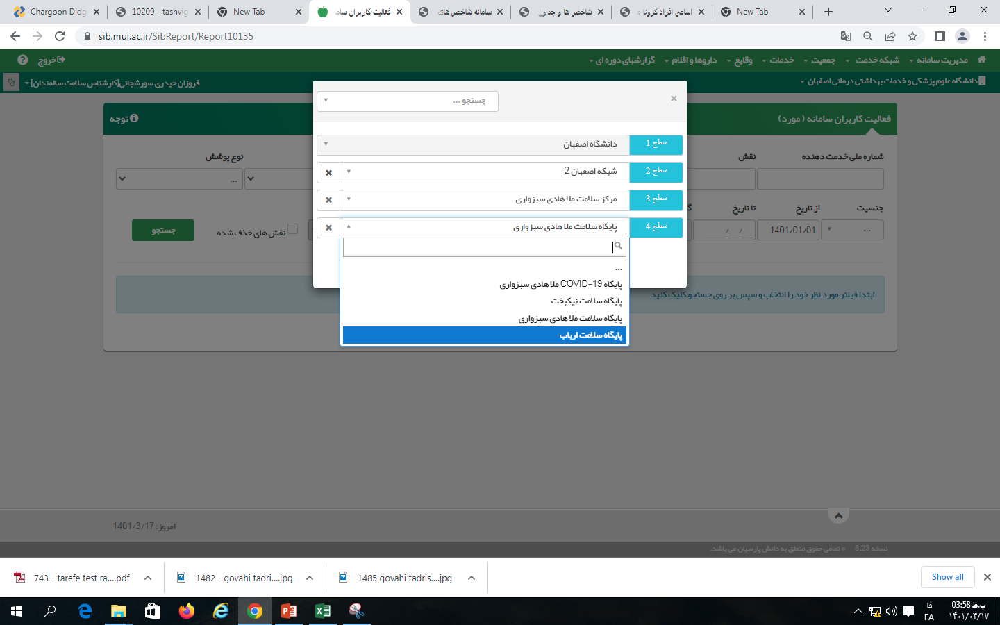 Chargoon Didg
10209 - tashvig
New Tab
فعالیت کاربران ساما
سامانه شاخص های
شاخص ها و جداول
اسامی افراد کرونا م
New Tab
sib.mui.ac.ir/SibReport/Report10135
مدیریت سامانه
شبکه خدمت
جمعیت
خدمات
وقایع
داروها و اقلام
گزارشهای دوره ای
خروج
دانشگاه علوم پزشکی و خدمات بهداشتی درمانی اصفهان
فروزان حیدری سورشجانی[کارشناس سلامت سالمندان]
فعالیت کاربران سامانه ( مورد)
توجه
جستجو ...
×
شماره ملی خدمت دهنده
نقش
نوع پوشش
...
جنسیت
از تاریخ
تا تاریخ
...
1401/01/01
__/__/____
نقش های حذف شده
جستجو
سطح 1
دانشگاه اصفهان
سطح 2
شبکه اصفهان 2
سطح 3
مرکز سلامت ملا هادی سبزواری
سطح 4
پایگاه سلامت ملا هادی سبزواری
...
پایگاه COVID-19 ملا هادی سبزواری
پایگاه سلامت نیکبخت
پایگاه سلامت ملا هادی سبزواری
پایگاه سلامت ارباب
ابتدا فیلتر مورد نظر خود را انتخاب و سپس بر روی جستجو کلیک کنید
امروز: 1401/3/17
نسخه 8.23
© تمامی حقوق متعلق به دانش پارسیان می باشد.
743 - tarefe test ra....pdf
1482 - govahi tadri....jpg
1485 govahi tadris....jpg
Show all
فا
FA
03:58 ب.ظ
۱۴۰۱/۰۳/۱۷